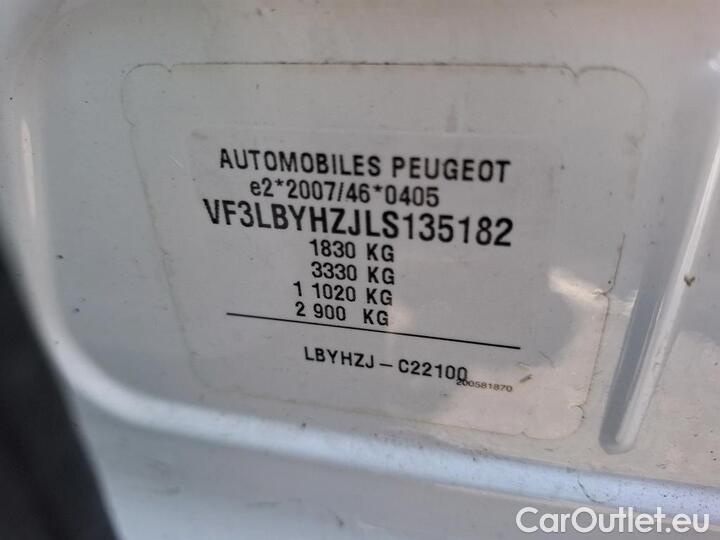 AUTOMOBILES PEUGEOT
e2*2007/46*0405
VF3LBYHZJLS135182
1830 KG
3330 KG
1 1020 KG
2 900 KG
LBYHZJ - C22100
200581870
CarOutlet.eu